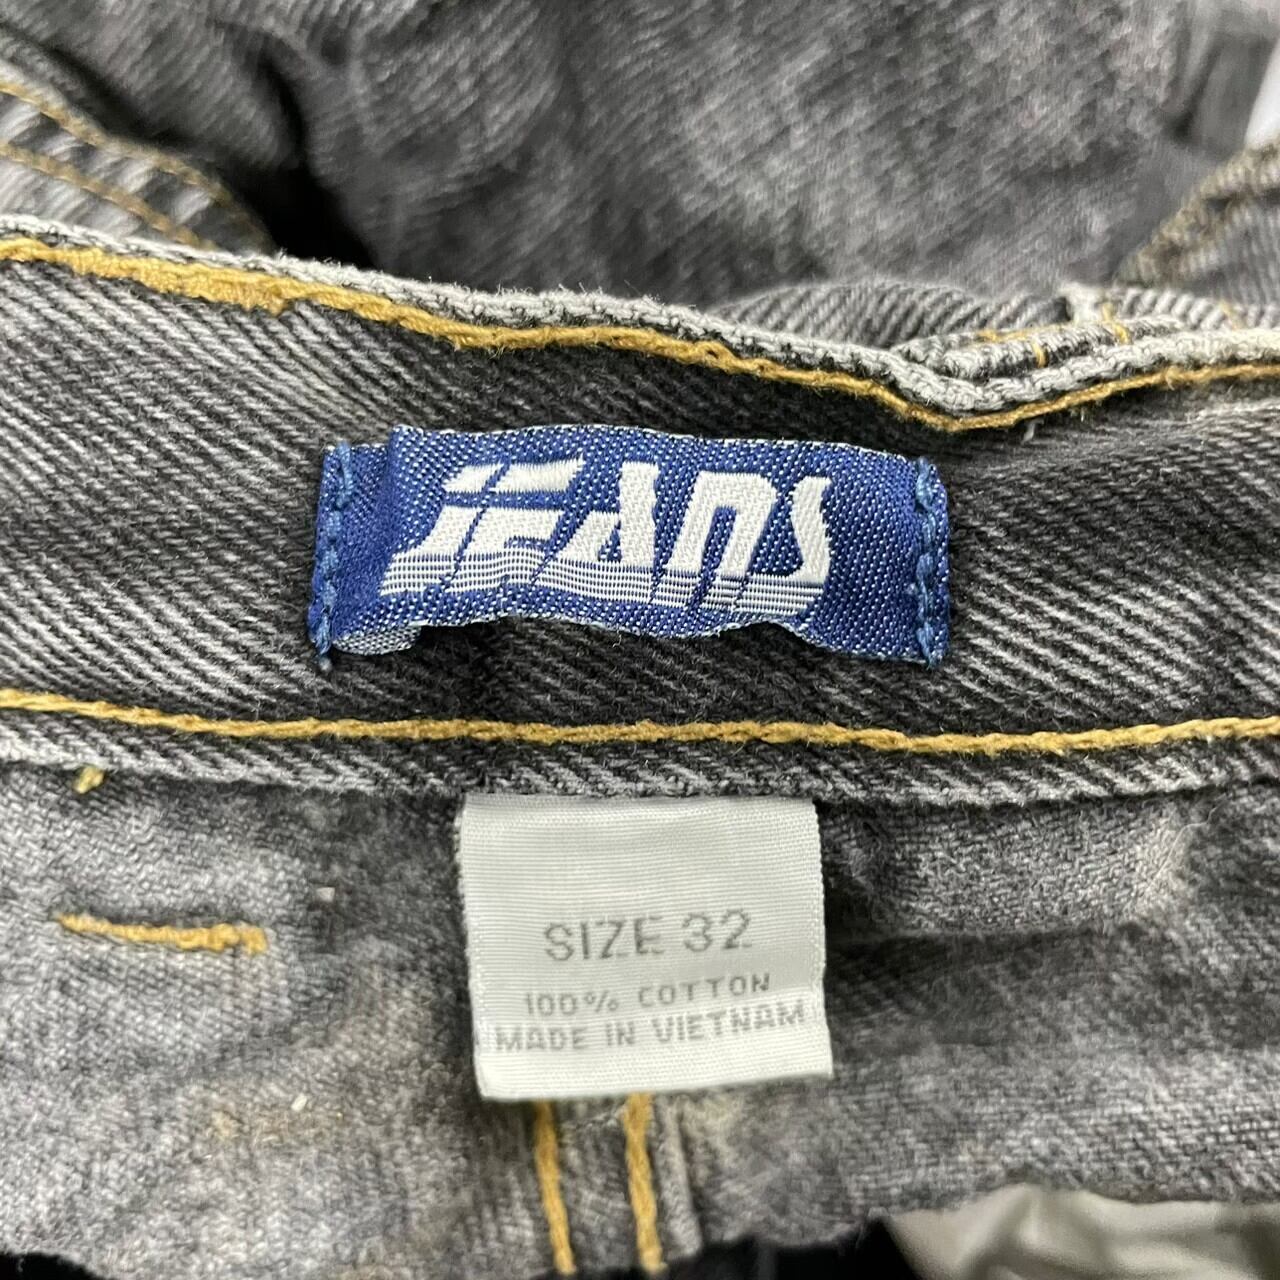 JEANS
SIZE 32
100% COTTON
MADE IN VIETNAM